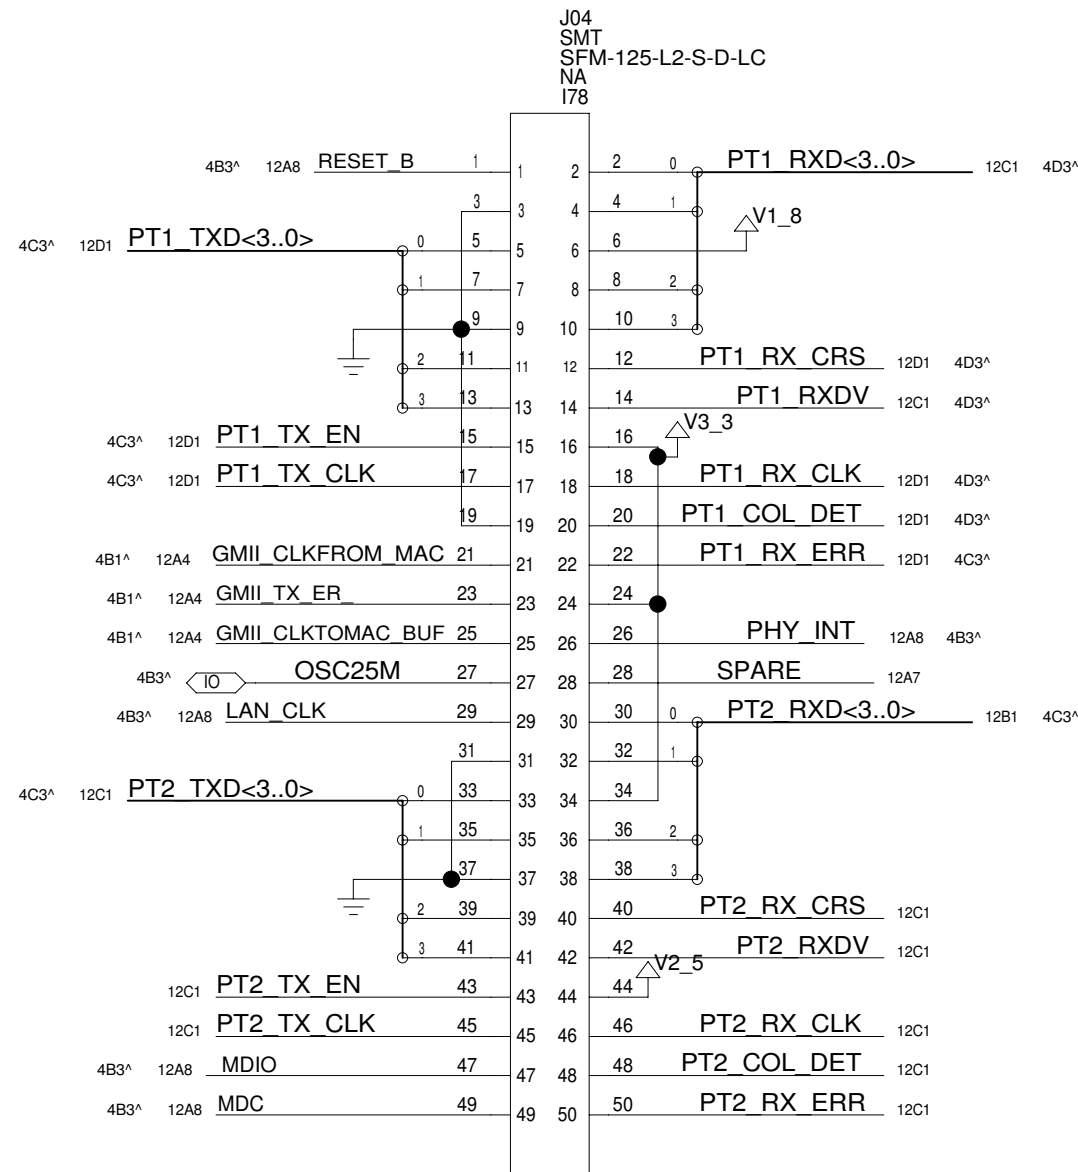 J04
SMT
SFM-125-L2-S-D-LC
NA
I78
4B3^ 12A8 RESET_B 1 1 2 2 0 PT1_RXD<3..0> 12C1 4D3^
3 3 4 4 1
V1_8
4C3^ 12D1 PT1_TXD<3..0> 0 5 5 6 6
1 7 7 8 8 2
9 9 10 10 3
2 11 11 12 12 PT1_RX_CRS 12D1 4D3^
3 13 13 14 14 PT1_RXDV 12C1 4D3^
V3_3
4C3^ 12D1 PT1_TX_EN 15 15 16 16
4C3^ 12D1 PT1_TX_CLK 17 17 18 18 PT1_RX_CLK 12D1 4D3^
19 19 20 20 PT1_COL_DET 12D1 4D3^
4B1^ 12A4 GMII_CLKFROM_MAC 21 21 22 22 PT1_RX_ERR 12D1 4C3^
4B1^ 12A4 GMII_TX_ER_ 23 23 24 24
4B1^ 12A4 GMII_CLKTOMAC_BUF 25 25 26 26 PHY_INT 12A8 4B3^
4B3^ IO OSC25M 27 27 28 28 SPARE 12A7
4B3^ 12A8 LAN_CLK 29 29 30 30 0 PT2_RXD<3..0> 12B1 4C3^
31 31 32 32 1
4C3^ 12C1 PT2_TXD<3..0> 0 33 33 34 34
1 35 35 36 36 2
37 37 38 38 3
2 39 39 40 40 PT2_RX_CRS 12C1
3 41 41 42 42 PT2_RXDV 12C1
V2_5
12C1 PT2_TX_EN 43 43 44 44
12C1 PT2_TX_CLK 45 45 46 46 PT2_RX_CLK 12C1
4B3^ 12A8 MDIO 47 47 48 48 PT2_COL_DET 12C1
4B3^ 12A8 MDC 49 49 50 50 PT2_RX_ERR 12C1